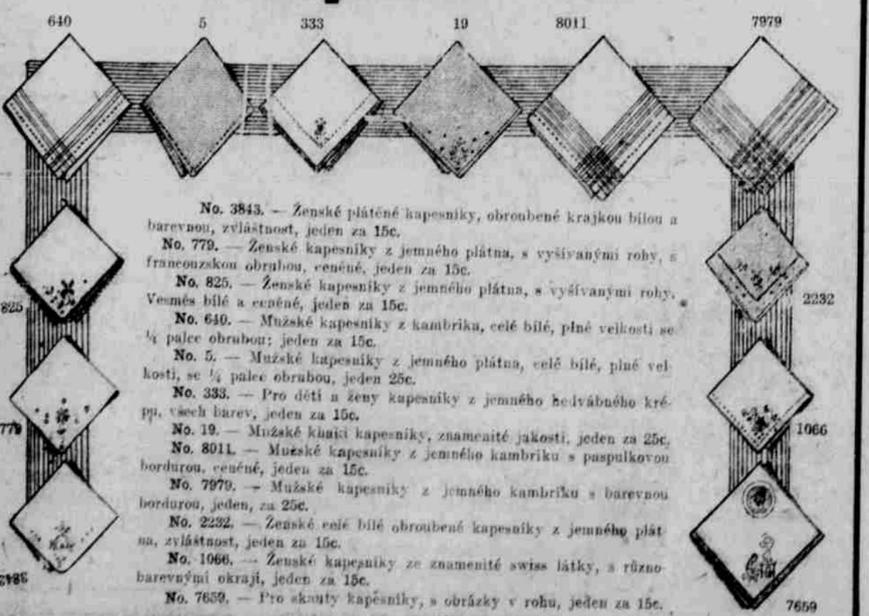 640 5 333 19 8011 7979
No. 3843. — Ženské plátěné kapesníky, obroubené krajkou bílou a
barevnou, zvláštnost, jeden za 15c.
No. 779. — Ženské kapesníky z jemného plátna, s vyšívanými rohy, s
francouzskou obrubou, ceněné, jeden za 15c.
No. 825. — Ženské kapesníky z jemného plátna, s vyšívanými rohy.
Vesměs bílé a ceněné, jeden za 15c.
No. 640. — Mužské kapesníky z kambriku, celé bílé, plné velkosti se
¼ palce obrubou; jeden za 15c.
No. 5. — Mužské kapesníky z jemného plátna, celé bílé, plné vel-
kosti, se ¼ palce obrubou, jeden 25c.
No. 333. — Pro děti a ženy kapesníky z jemného hedvábného kré-
pu, všech barev, jeden za 15c.
No. 19. — Mužské khaki kapesníky, znamenité jakosti, jeden za 25c.
No. 8011. — Mužské kapesníky z jemného kambriku s paspulkovou
bordurou, ceněné, jeden za 15c.
No. 7979. — Mužské kapesníky z jemného kambriku s barevnou
bordurou, jeden, za 25c.
No. 2232. — Ženské celé bílé obroubené kapesníky z jemného plát-
na, zvláštnost, jeden za 15c.
No. 1066. — Ženské kapesníky ze znamenité swiss látky, s různo-
barevnými okraji, jeden za 15c.
No. 7659. — Pro skauty kapesníky, s obrázky v rohu, jeden za 15c.
825
779
2232
1066
7659